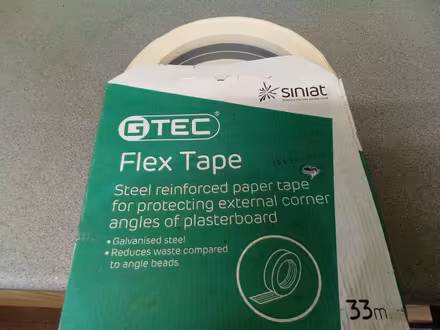 siniat
GTEC
Flex Tape
Steel reinforced paper tape
for protecting external corner
angles of plasterboard
• Galvanised steel
• Reduces waste compared
to angle beads.
33m